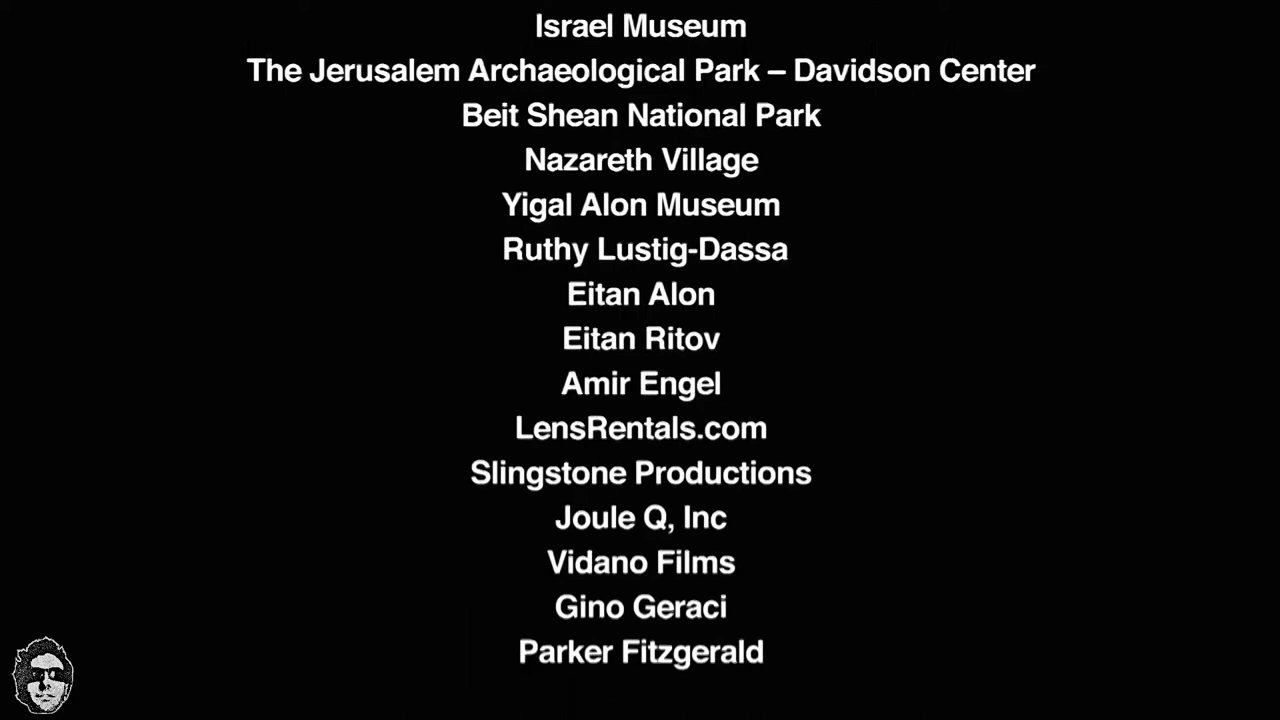 Israel Museum
The Jerusalem Archaeological Park – Davidson Center
Beit Shean National Park
Nazareth Village
Yigal Alon Museum
Ruthy Lustig-Dassa
Eitan Alon
Eitan Ritov
Amir Engel
LensRentals.com
Slingstone Productions
Joule Q, Inc
Vidano Films
Gino Geraci
Parker Fitzgerald